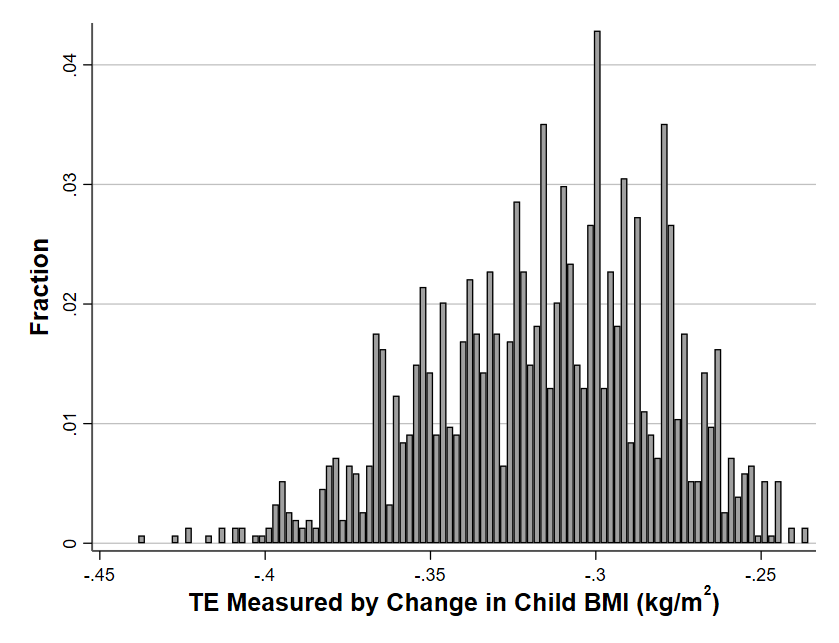 Fraction
.04
.03
.02
.01
0
-.45 -.4 -.35 -.3 -.25
TE Measured by Change in Child BMI (kg/m²)